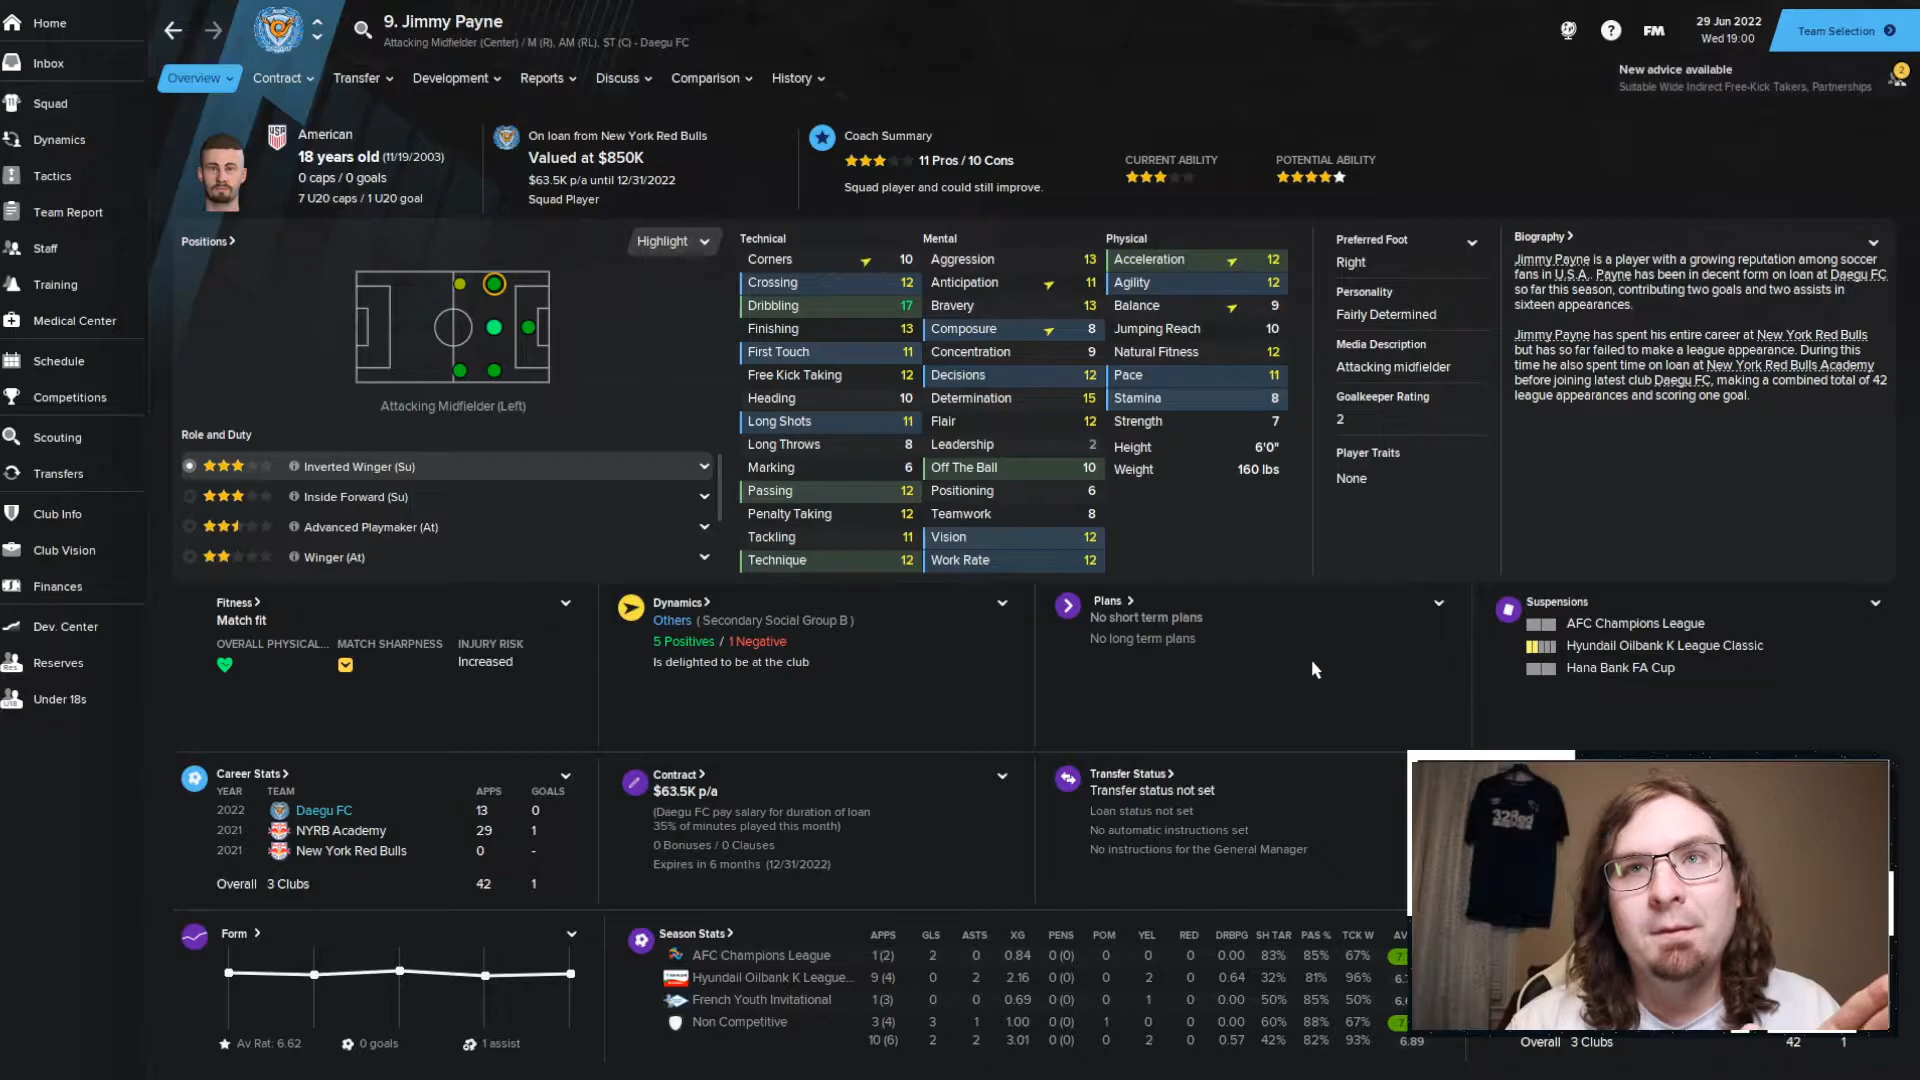 Home
Inbox
Squad
Dynamics
Tactics
Team Report
Staff
Training
Medical Center
Schedule
Competitions
Scouting
Transfers
Club Info
Club Vision
Finances
Dev. Center
Reserves
Under 18s
9. Jimmy Payne
Attacking Midfielder (Center) / M (R), AM (RL), ST (C) - Daegu FC
FM
29 Jun 2022
Wed 19:00
Team Selection
Overview
Contract
Transfer
Development
Reports
Discuss
Comparison
History
New advice available
Suitable Wide Indirect Free-Kick Takers, Partnerships
2
American
18 years old (11/19/2003)
0 caps / 0 goals
7 U20 caps / 1 U20 goal
On loan from New York Red Bulls
Valued at $850K
$63.5K p/a until 12/31/2022
Squad Player
Coach Summary
11 Pros / 10 Cons
Squad player and could still improve.
CURRENT ABILITY
POTENTIAL ABILITY
Positions
Highlight
Attacking Midfielder (Left)
Role and Duty
Inverted Winger (Su)
Inside Forward (Su)
Advanced Playmaker (At)
Winger (At)
Technical
Corners 10
Crossing 12
Dribbling 17
Finishing 13
First Touch 11
Free Kick Taking 12
Heading 10
Long Shots 11
Long Throws 8
Marking 6
Passing 12
Penalty Taking 12
Tackling 11
Technique 12
Mental
Aggression 13
Anticipation 11
Bravery 13
Composure 8
Concentration 9
Decisions 12
Determination 15
Flair 12
Leadership 2
Off The Ball 10
Positioning 6
Teamwork 8
Vision 12
Work Rate 12
Physical
Acceleration 12
Agility 12
Balance 9
Jumping Reach 10
Natural Fitness 12
Pace 11
Stamina 8
Strength 7
Height 6'0"
Weight 160 lbs
Preferred Foot
Right
Personality
Fairly Determined
Media Description
Attacking midfielder
Goalkeeper Rating
2
Player Traits
None
Biography
Jimmy Payne is a player with a growing reputation among soccer
fans in U.S.A.. Payne has been in decent form on loan at Daegu FC
so far this season, contributing two goals and two assists in
sixteen appearances.
Jimmy Payne has spent his entire career at New York Red Bulls
but has so far failed to make a league appearance. During this
time he also spent time on loan at New York Red Bulls Academy
before joining latest club Daegu FC, making a combined total of 42
league appearances and scoring one goal.
Fitness
Match fit
OVERALL PHYSICAL...
MATCH SHARPNESS
INJURY RISK
Increased
Dynamics
Others ( Secondary Social Group B )
5 Positives / 1 Negative
Is delighted to be at the club
Plans
No short term plans
No long term plans
Suspensions
AFC Champions League
Hyundail Oilbank K League Classic
Hana Bank FA Cup
Career Stats
YEAR TEAM APPS GOALS
2022 Daegu FC 13 0
2021 NYRB Academy 29 1
2021 New York Red Bulls 0 -
Overall 3 Clubs 42 1
Contract
$63.5K p/a
(Daegu FC pay salary for duration of loan
35% of minutes played this month)
0 Bonuses / 0 Clauses
Expires in 6 months (12/31/2022)
Transfer Status
Transfer status not set
Loan status not set
No automatic instructions set
No instructions for the General Manager
Form
Av Rat: 6.62
0 goals
1 assist
Season Stats APPS GLS ASTS XG PENS POM YEL RED DRBPG SH TAR PAS % TCK W AV
AFC Champions League 1 (2) 2 0 0.84 0 (0) 0 0 0 0.00 83% 85% 67%
Hyundail Oilbank K League... 9 (4) 0 2 2.16 0 (0) 0 2 0 0.64 32% 81% 96%
French Youth Invitational 1 (3) 0 0 0.69 0 (0) 0 1 0 0.00 50% 85% 50%
Non Competitive 3 (4) 3 1 1.00 0 (0) 1 0 0 0.00 60% 88% 67%
10 (6) 2 2 3.01 0 (0) 0 2 0 0.57 42% 82% 93% 6.89
Overall 3 Clubs 42 1